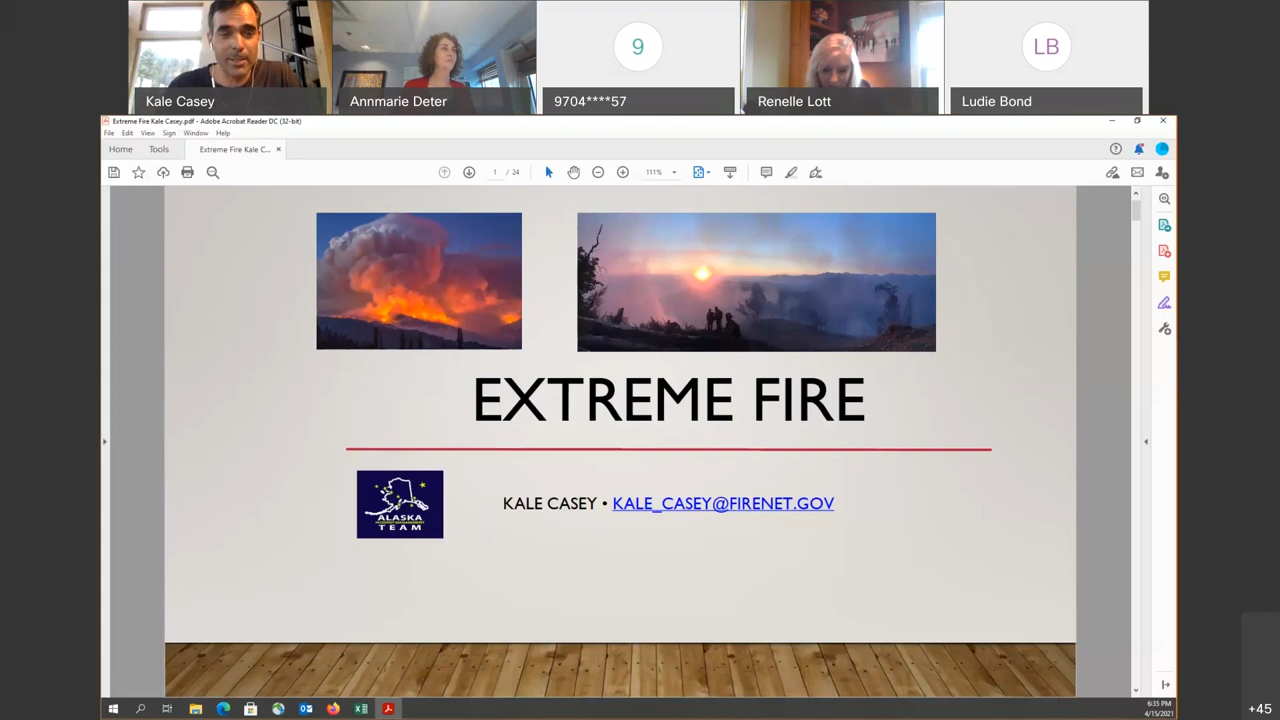 Kale Casey
Annmarie Deter
9
9704****57
Renelle Lott
LB
Ludie Bond
Extreme Fire Kale Casey.pdf - Adobe Acrobat Reader DC (32-bit)
File Edit View Sign Window Help
Home Tools Extreme Fire Kale C... ×
1 / 24 111%
EXTREME FIRE
ALASKA
TEAM
KALE CASEY • KALE_CASEY@FIRENET.GOV
6:35 PM
4/15/2021
+45